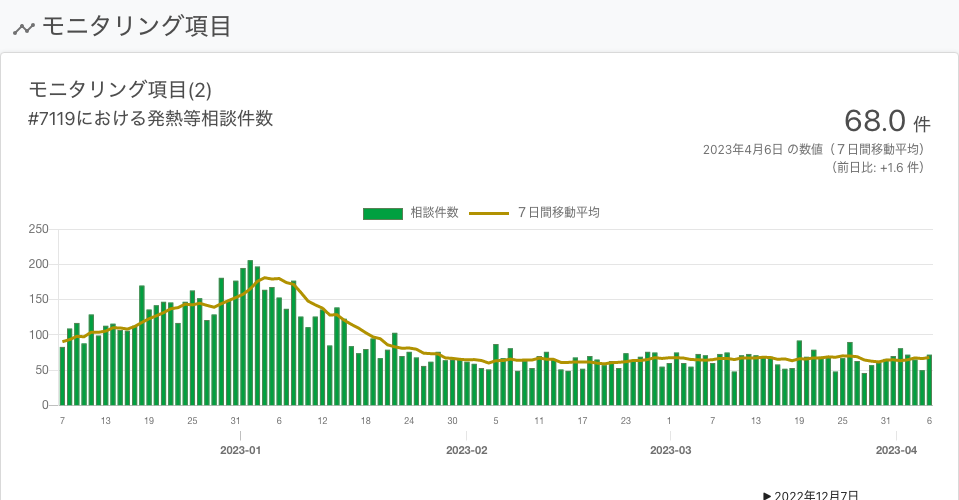 モニタリング項目
モニタリング項目(2)
#7119における発熱等相談件数
68.0 件
2023年4月6日 の数値（７日間移動平均）
（前日比: +1.6 件）
相談件数 ７日間移動平均
250
200
150
100
50
0
7 13 19 25 31 6 12 18 24 30 5 11 17 23 1 7 13 19 25 31 6
2023-01 2023-02 2023-03 2023-04
▶ 2022年12月7日